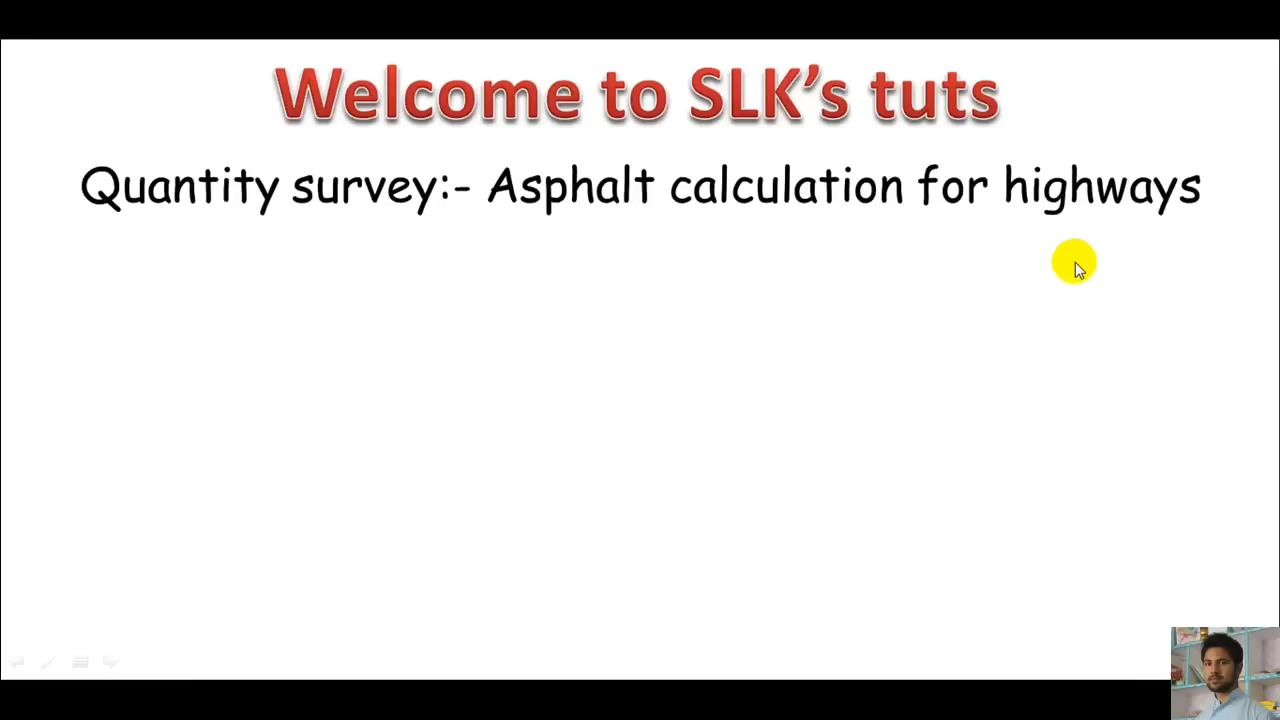 Welcome to SLK’s tuts
Quantity survey:- Asphalt calculation for highways